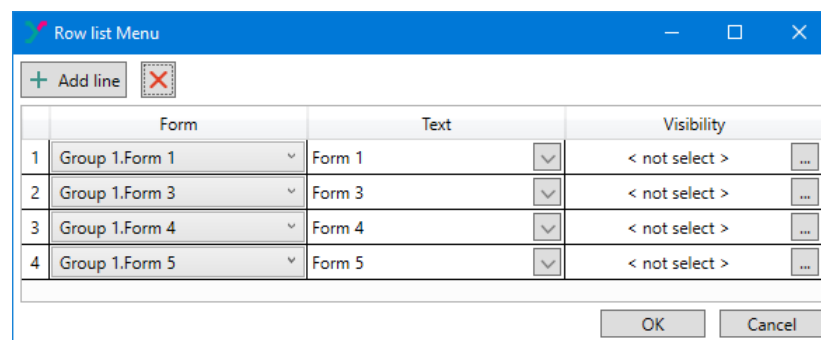 Row list Menu
+ Add line
Form Text Visibility
1 Group 1.Form 1 Form 1 < not select > ...
2 Group 1.Form 3 Form 3 < not select > ...
3 Group 1.Form 4 Form 4 < not select > ...
4 Group 1.Form 5 Form 5 < not select > ...
OK Cancel